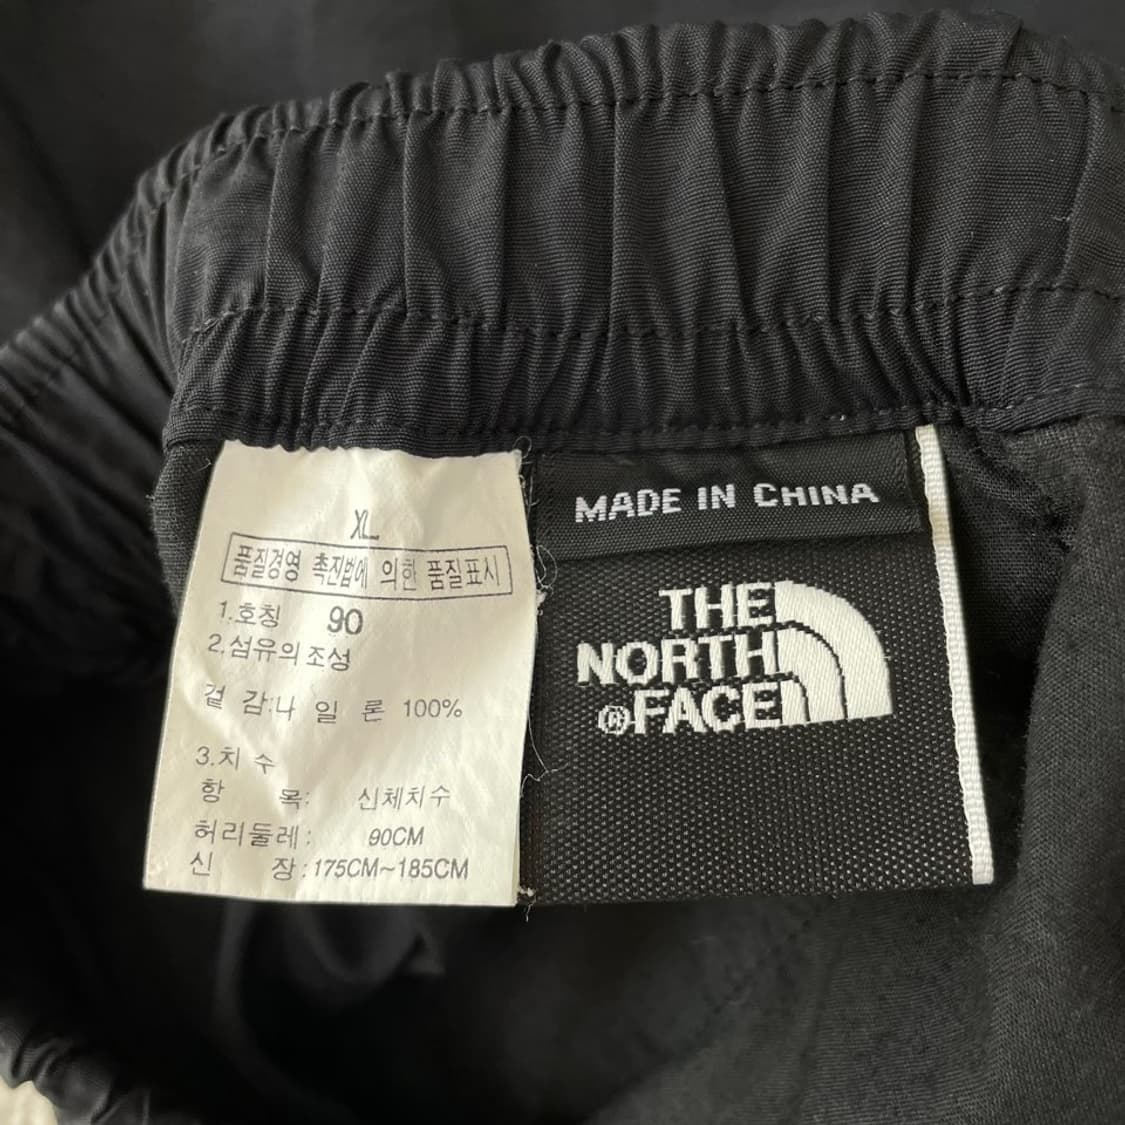 XL
품질경영 촉진법에 의한 품질표시
1.호칭 90
2.섬유의 조성
겉 감:나 일 론 100%
3.치 수
항 목: 신체치수
허리둘레: 90CM
신 장:175CM~185CM
MADE IN CHINA
THE
NORTH
®FACE